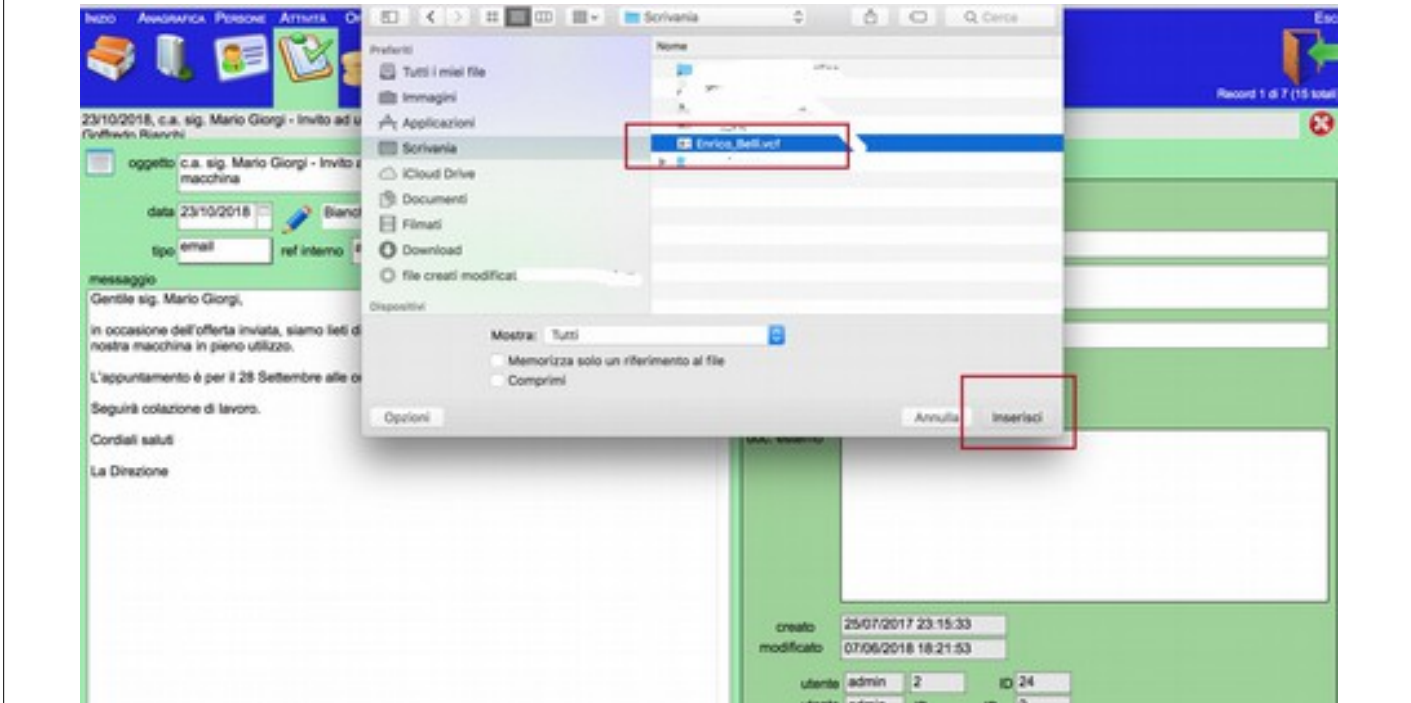 INIZIO ANAGRAFICA PERSONE ATTIVITÀ
Esc
Scrivania
Cerca
Record 1 di 7 (15 totali
Preferiti
Tutti i miei file
Immagini
Applicazioni
Scrivania
iCloud Drive
Documenti
Filmati
Download
file creati modificat
Dispositivi
Nome
Enrico_Belli.vcf
Mostra: Tutti
Memorizza solo un riferimento al file
Comprimi
Opzioni
Annulla
Inserisci
23/10/2018, c.a. sig. Mario Giorgi - Invito ad u
Goffredo Bianchi
oggetto c.a. sig. Mario Giorgi - Invito a
macchina
data 23/10/2018 Bianc
tipo email ref interno
messaggio
Gentile sig. Mario Giorgi,
in occasione dell'offerta inviata, siamo lieti d
nostra macchina in pieno utilizzo.
L'appuntamento è per il 28 Settembre alle o
Seguirà colazione di lavoro.
Cordiali saluti
La Direzione
doc. esterno
creato 25/07/2017 23:15:33
modificato 07/06/2018 18:21:53
utente admin 2 ID 24